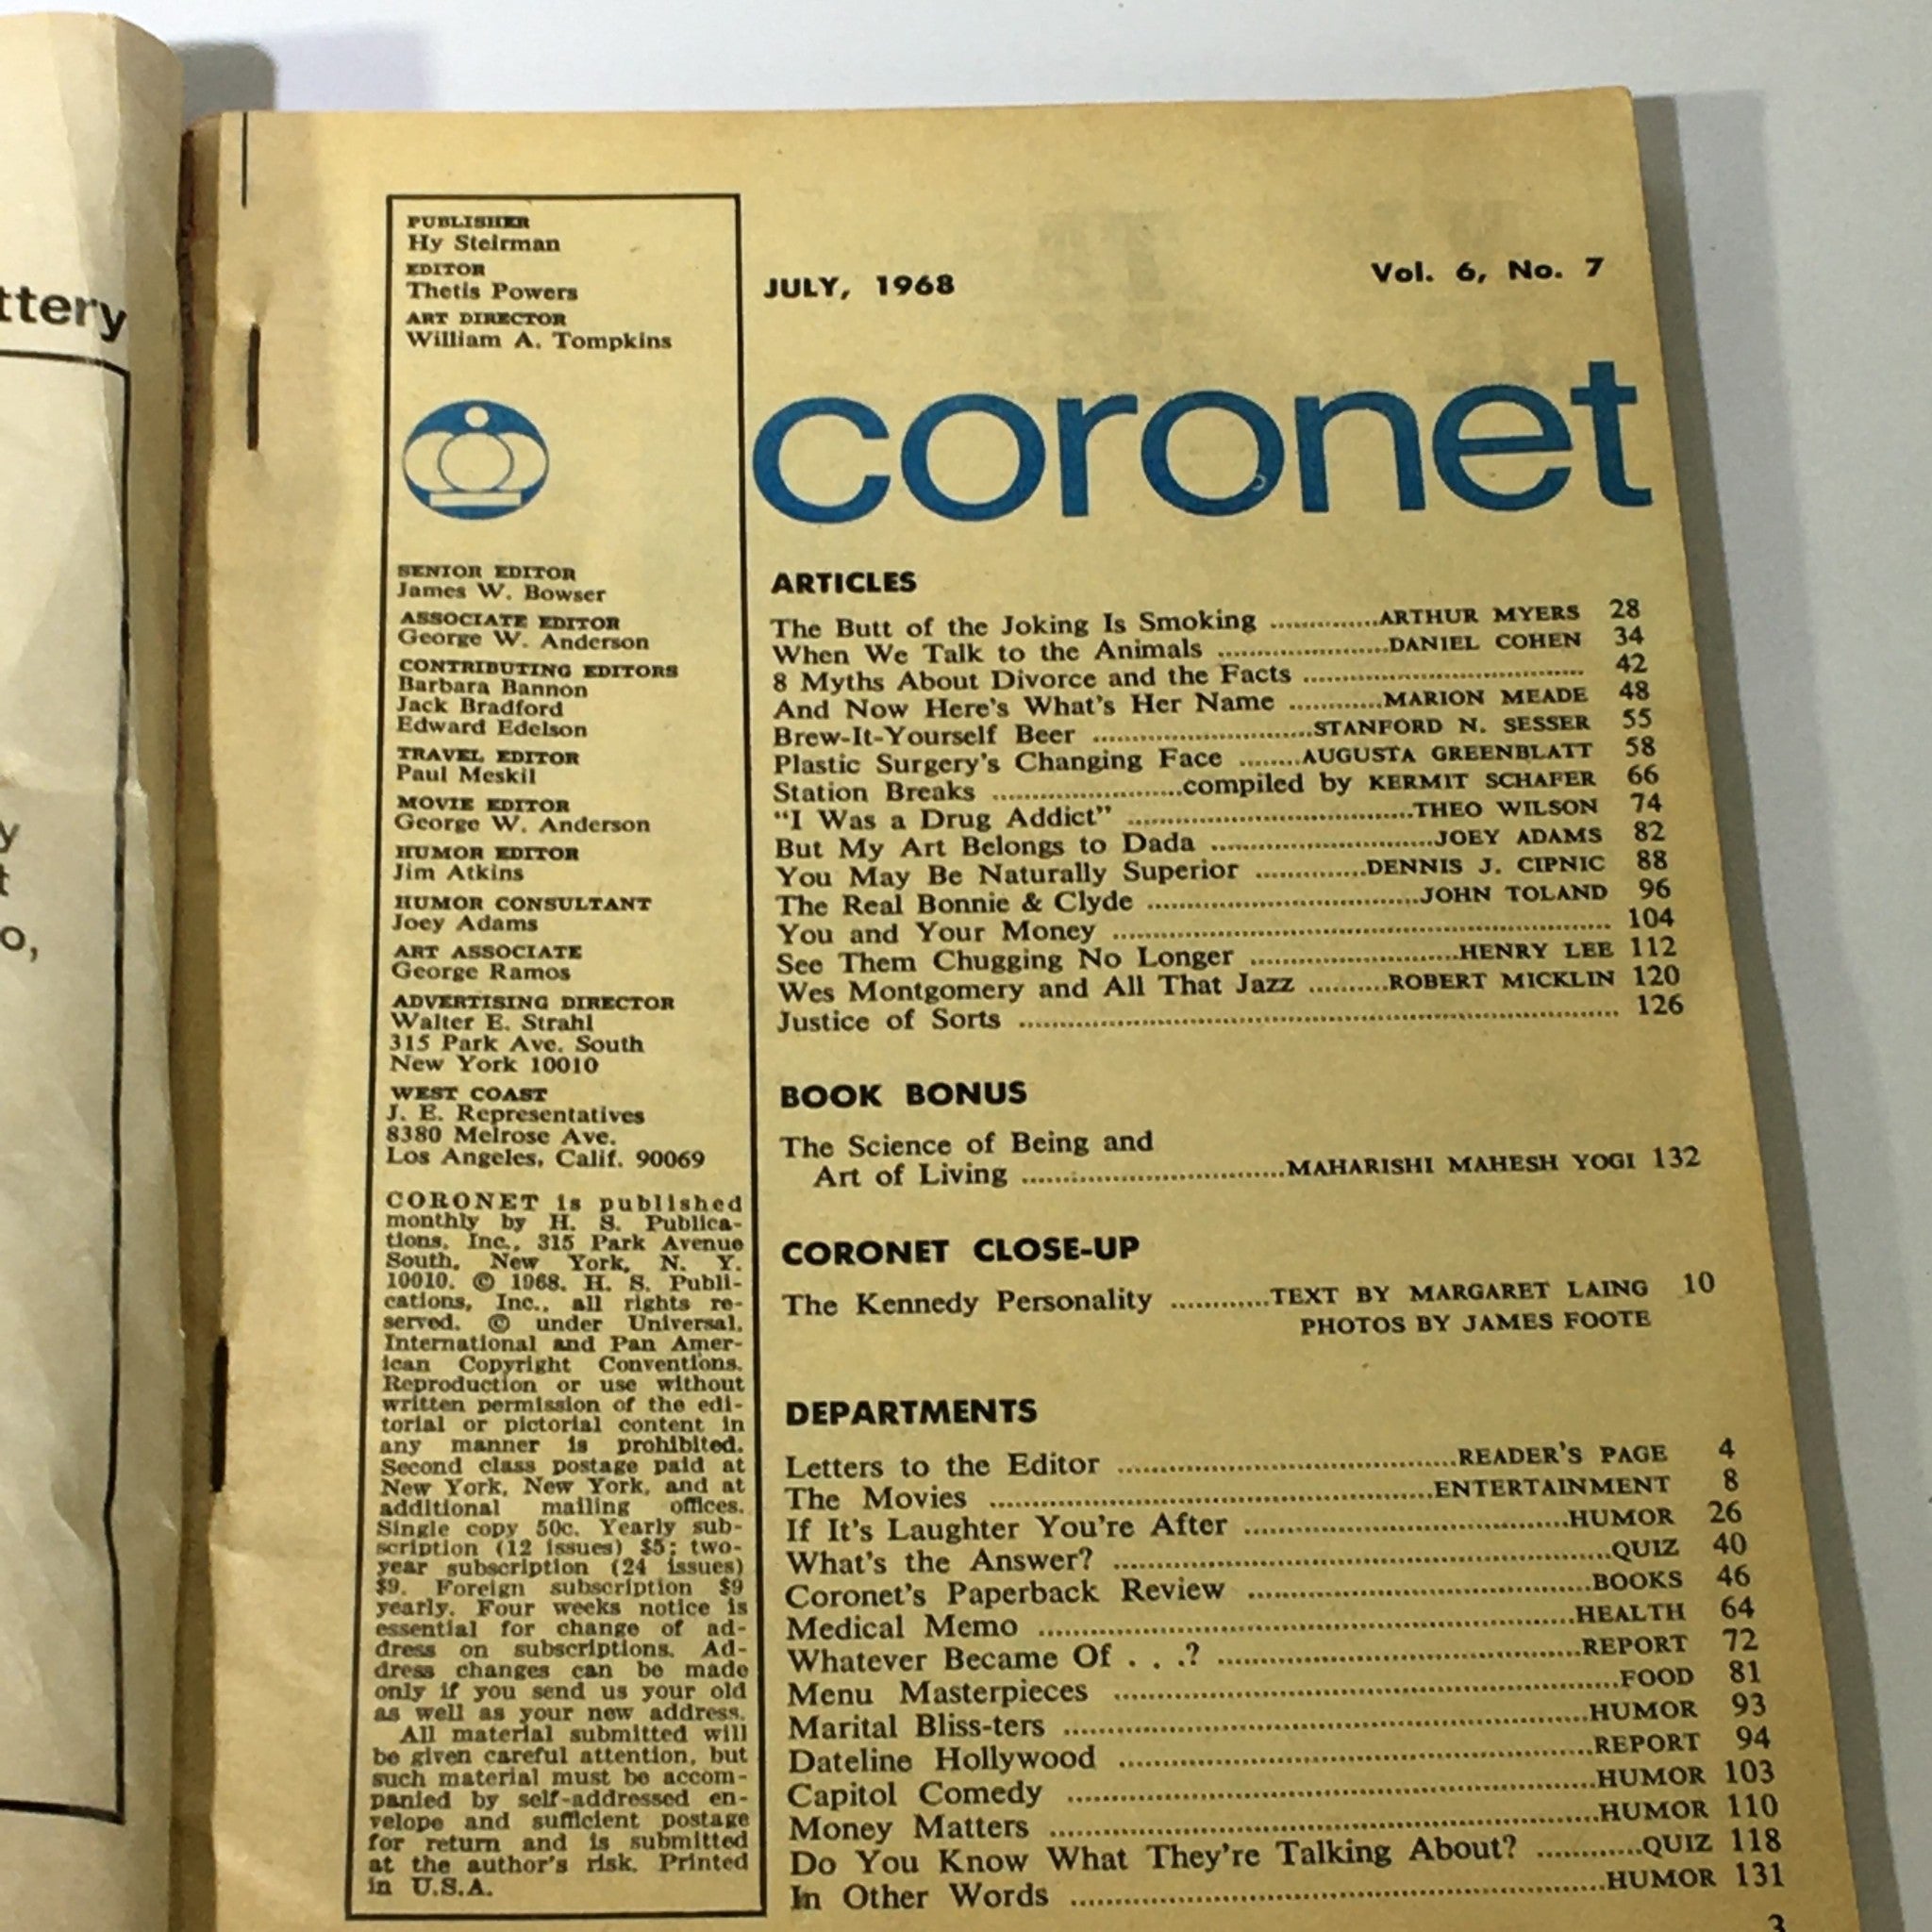 ttery
y
t
o,
PUBLISHER
Hy Steirman
EDITOR
Thetis Powers
ART DIRECTOR
William A. Tompkins
SENIOR EDITOR
James W. Bowser
ASSOCIATE EDITOR
George W. Anderson
CONTRIBUTING EDITORS
Barbara Bannon
Jack Bradford
Edward Edelson
TRAVEL EDITOR
Paul Meskil
MOVIE EDITOR
George W. Anderson
HUMOR EDITOR
Jim Atkins
HUMOR CONSULTANT
Joey Adams
ART ASSOCIATE
George Ramos
ADVERTISING DIRECTOR
Walter E. Strahl
315 Park Ave. South
New York 10010
WEST COAST
J. E. Representatives
8380 Melrose Ave.
Los Angeles, Calif. 90069
CORONET is published
monthly by H. S. Publica-
tions, Inc., 315 Park Avenue
South, New York, N. Y.
10010. © 1968. H. S. Publi-
cations, Inc., all rights re-
served. © under Universal,
International and Pan Amer-
ican Copyright Conventions.
Reproduction or use without
written permission of the edi-
torial or pictorial content in
any manner is prohibited.
Second class postage paid at
New York, New York, and at
additional mailing offices.
Single copy 50c. Yearly sub-
scription (12 issues) $5; two-
year subscription (24 issues)
$9. Foreign subscription $9
yearly. Four weeks notice is
essential for change of ad-
dress on subscriptions. Ad-
dress changes can be made
only if you send us your old
as well as your new address.
All material submitted will
be given careful attention, but
such material must be accom-
panied by self-addressed en-
velope and sufficient postage
for return and is submitted
at the author's risk. Printed
in U.S.A.
JULY, 1968 Vol. 6, No. 7
coronet
ARTICLES
The Butt of the Joking Is Smoking ..............ARTHUR MYERS 28
When We Talk to the Animals ......................DANIEL COHEN 34
8 Myths About Divorce and the Facts .................................... 42
And Now Here's What's Her Name ............MARION MEADE 48
Brew-It-Yourself Beer ............................STANFORD N. SESSER 55
Plastic Surgery's Changing Face ........AUGUSTA GREENBLATT 58
Station Breaks ........................compiled by KERMIT SCHAFER 66
"I Was a Drug Addict" ....................................THEO WILSON 74
But My Art Belongs to Dada ............................JOEY ADAMS 82
You May Be Naturally Superior ..............DENNIS J. CIPNIC 88
The Real Bonnie & Clyde ..................................JOHN TOLAND 96
You and Your Money .............................................................. 104
See Them Chugging No Longer ..........................HENRY LEE 112
Wes Montgomery and All That Jazz ..........ROBERT MICKLIN 120
Justice of Sorts .......................................................................... 126
BOOK BONUS
The Science of Being and
Art of Living ................................MAHARISHI MAHESH YOGI 132
CORONET CLOSE-UP
The Kennedy Personality ............TEXT BY MARGARET LAING 10
PHOTOS BY JAMES FOOTE
DEPARTMENTS
Letters to the Editor ........................................READER'S PAGE 4
The Movies ....................................................ENTERTAINMENT 8
If It's Laughter You're After ......................................HUMOR 26
What's the Answer? ..........................................................QUIZ 40
Coronet's Paperback Review ........................................BOOKS 46
Medical Memo ..............................................................HEALTH 64
Whatever Became Of . . .? ..........................................REPORT 72
Menu Masterpieces ..........................................................FOOD 81
Marital Bliss-ters ............................................................HUMOR 93
Dateline Hollywood ......................................................REPORT 94
Capitol Comedy ............................................................HUMOR 103
Money Matters ..............................................................HUMOR 110
Do You Know What They're Talking About? ............QUIZ 118
In Other Words ..............................................................HUMOR 131
3